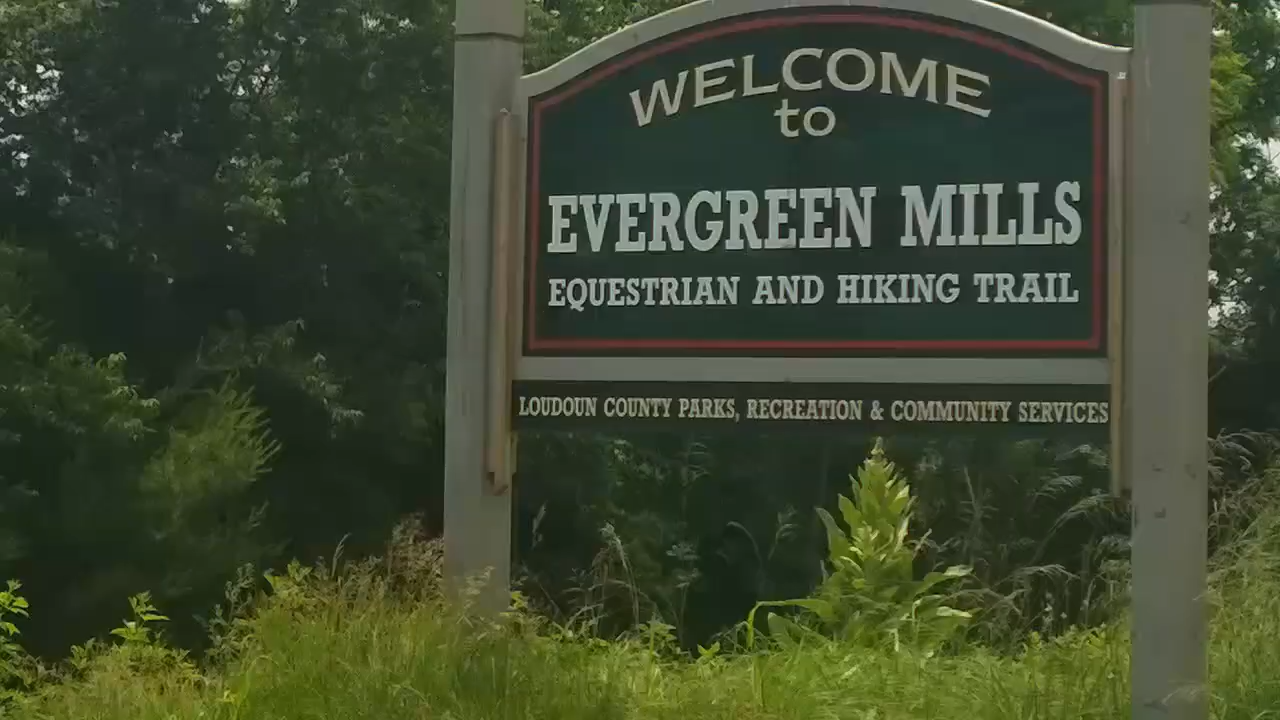 WELCOME
to
EVERGREEN MILLS
EQUESTRIAN AND HIKING TRAIL
LOUDOUN COUNTY PARKS, RECREATION & COMMUNITY SERVICES